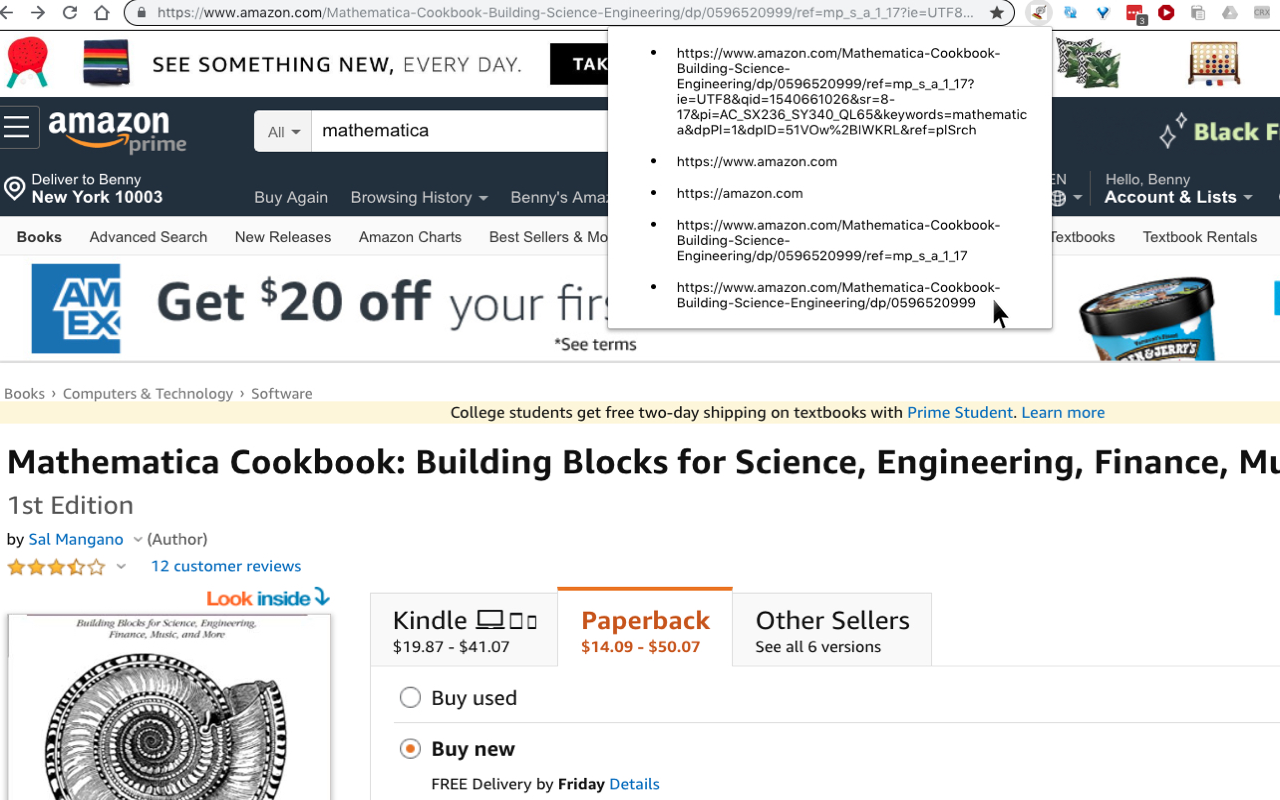 https://www.amazon.com/Mathematica-Cookbook-Building-Science-Engineering/dp/0596520999/ref=mp_s_a_1_17?ie=UTF8...
3
CRX
SEE SOMETHING NEW, EVERY DAY.
TAK
https://www.amazon.com/Mathematica-Cookbook-
Building-Science-
Engineering/dp/0596520999/ref=mp_s_a_1_17?
ie=UTF8&qid=1540661026&sr=8-
17&pi=AC_SX236_SY340_QL65&keywords=mathematic
a&dpPl=1&dpID=51VOw%2BIWKRL&ref=plSrch
https://www.amazon.com
https://amazon.com
https://www.amazon.com/Mathematica-Cookbook-
Building-Science-
Engineering/dp/0596520999/ref=mp_s_a_1_17
https://www.amazon.com/Mathematica-Cookbook-
Building-Science-Engineering/dp/0596520999
amazon
prime
All
mathematica
Black F
Deliver to Benny
New York 10003
Buy Again
Browsing History
Benny's Ama
EN
Hello, Benny
Account & Lists
Books
Advanced Search
New Releases
Amazon Charts
Best Sellers & Mo
Textbooks
Textbook Rentals
AM
EX
Get $20 off your firs
*See terms
BEN & JERRY'S
Books › Computers & Technology › Software
College students get free two-day shipping on textbooks with Prime Student. Learn more
Mathematica Cookbook: Building Blocks for Science, Engineering, Finance, Mu
1st Edition
by Sal Mangano (Author)
12 customer reviews
Look inside
Building Blocks for Science, Engineering,
Finance, Music, and More
Kindle
$19.87 - $41.07
Paperback
$14.09 - $50.07
Other Sellers
See all 6 versions
Buy used
Buy new
FREE Delivery by Friday Details